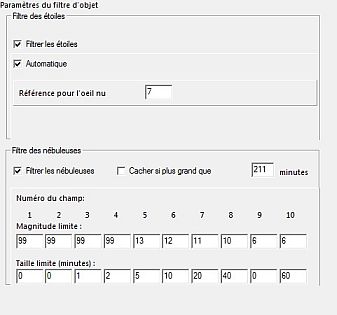 Paramètres du filtre d'objet
Filtre des étoiles
Filtrer les étoiles
Automatique
Référence pour l'oeil nu 7
Filtre des nébuleuses
Filtrer les nébuleuses Cacher si plus grand que 211 minutes
Numéro du champ:
1 2 3 4 5 6 7 8 9 10
Magnitude limite :
99 99 99 99 13 12 11 10 6 6
Taille limite (minutes) :
0 0 1 2 5 10 20 40 0 60